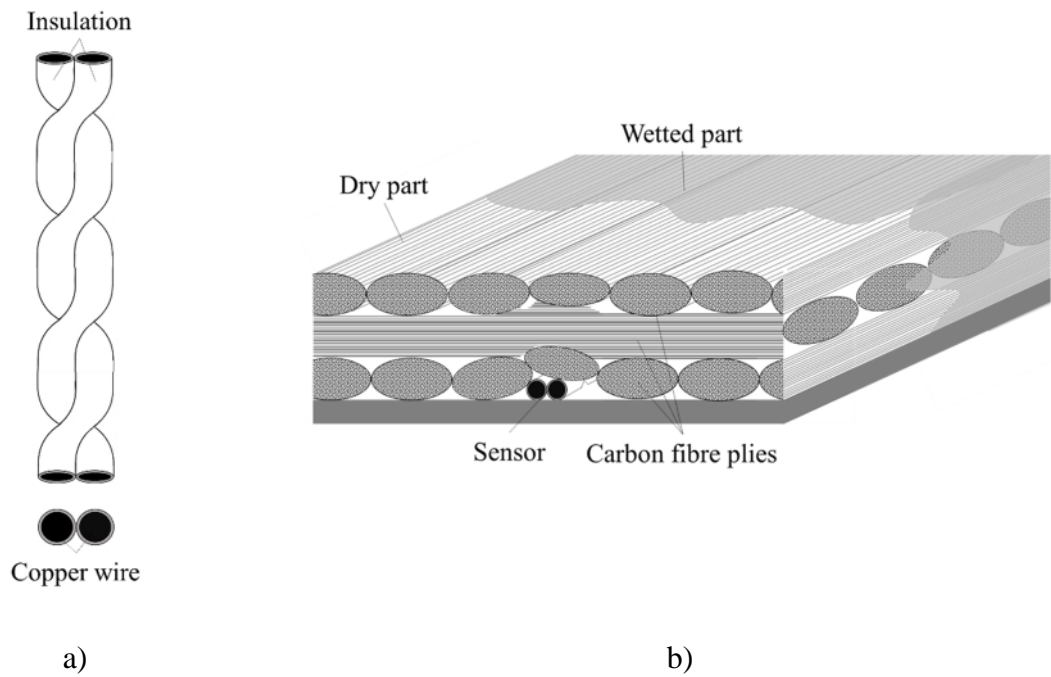 Insulation
Copper wire
a)
Wetted part
Dry part
Sensor
Carbon fibre plies
b)